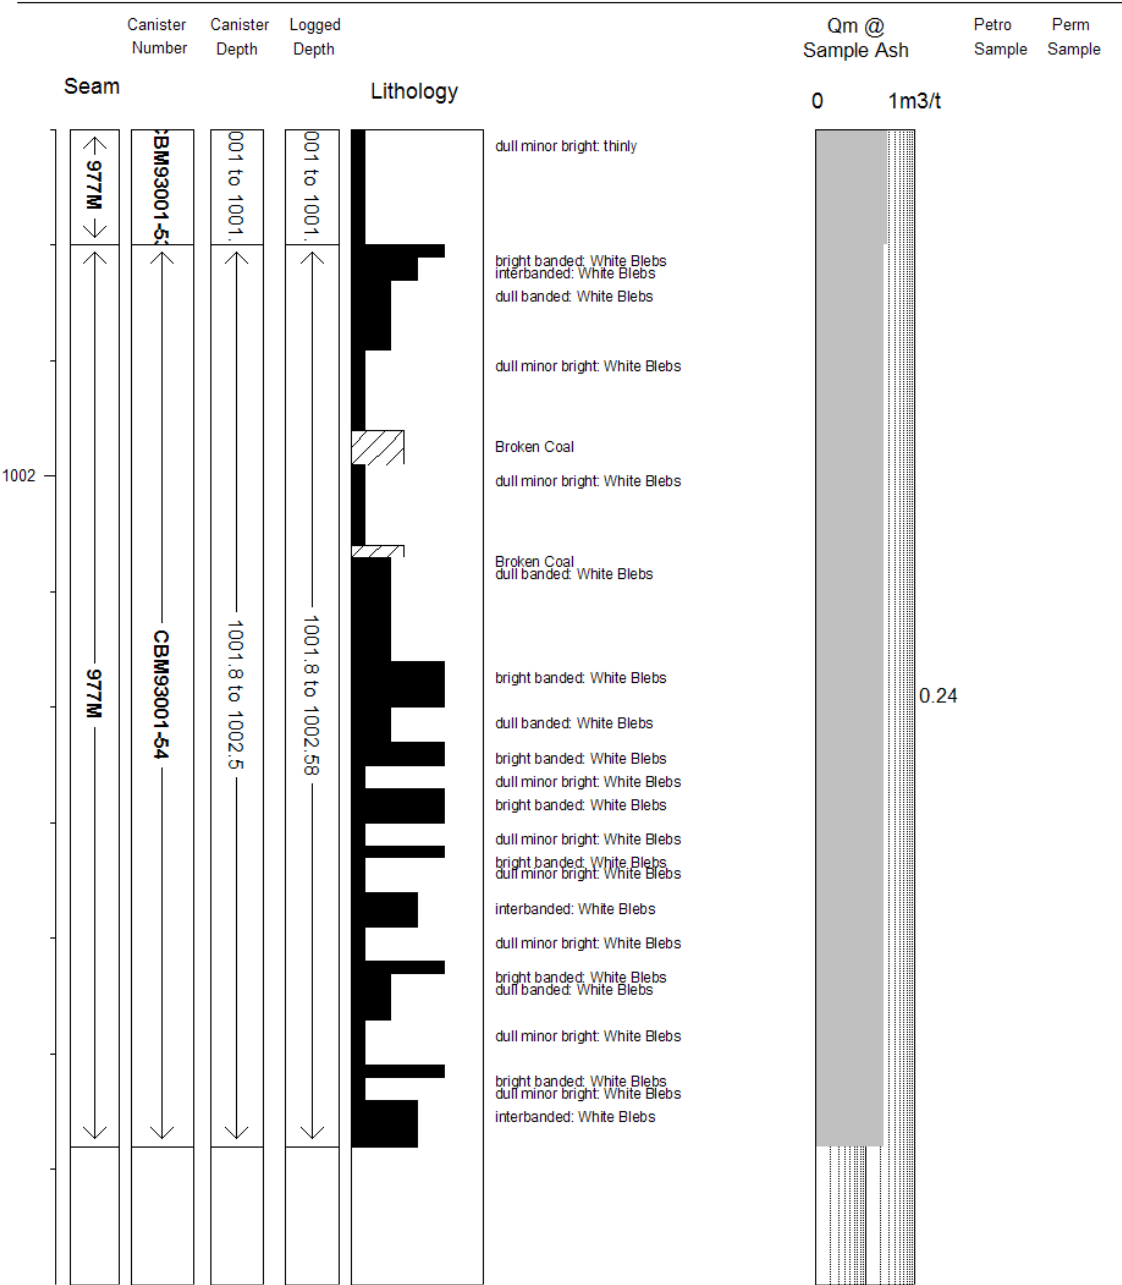 Canister Number
Canister Depth
Logged Depth
Qm @ Sample Ash
Petro Sample
Perm Sample
Seam
Lithology
0
1m3/t
977M
CBM93001-53
001 to 1001.
001 to 1001.
dull minor bright: thinly
bright banded: White Blebs
interbanded: White Blebs
dull banded: White Blebs
dull minor bright: White Blebs
Broken Coal
1002
dull minor bright: White Blebs
Broken Coal
dull banded: White Blebs
977M
CBM93001-54
1001.8 to 1002.5
1001.8 to 1002.58
bright banded: White Blebs
0.24
dull banded: White Blebs
bright banded: White Blebs
dull minor bright: White Blebs
bright banded: White Blebs
dull minor bright: White Blebs
bright banded: White Blebs
dull minor bright: White Blebs
interbanded: White Blebs
dull minor bright: White Blebs
bright banded: White Blebs
dull banded: White Blebs
dull minor bright: White Blebs
bright banded: White Blebs
dull minor bright: White Blebs
interbanded: White Blebs